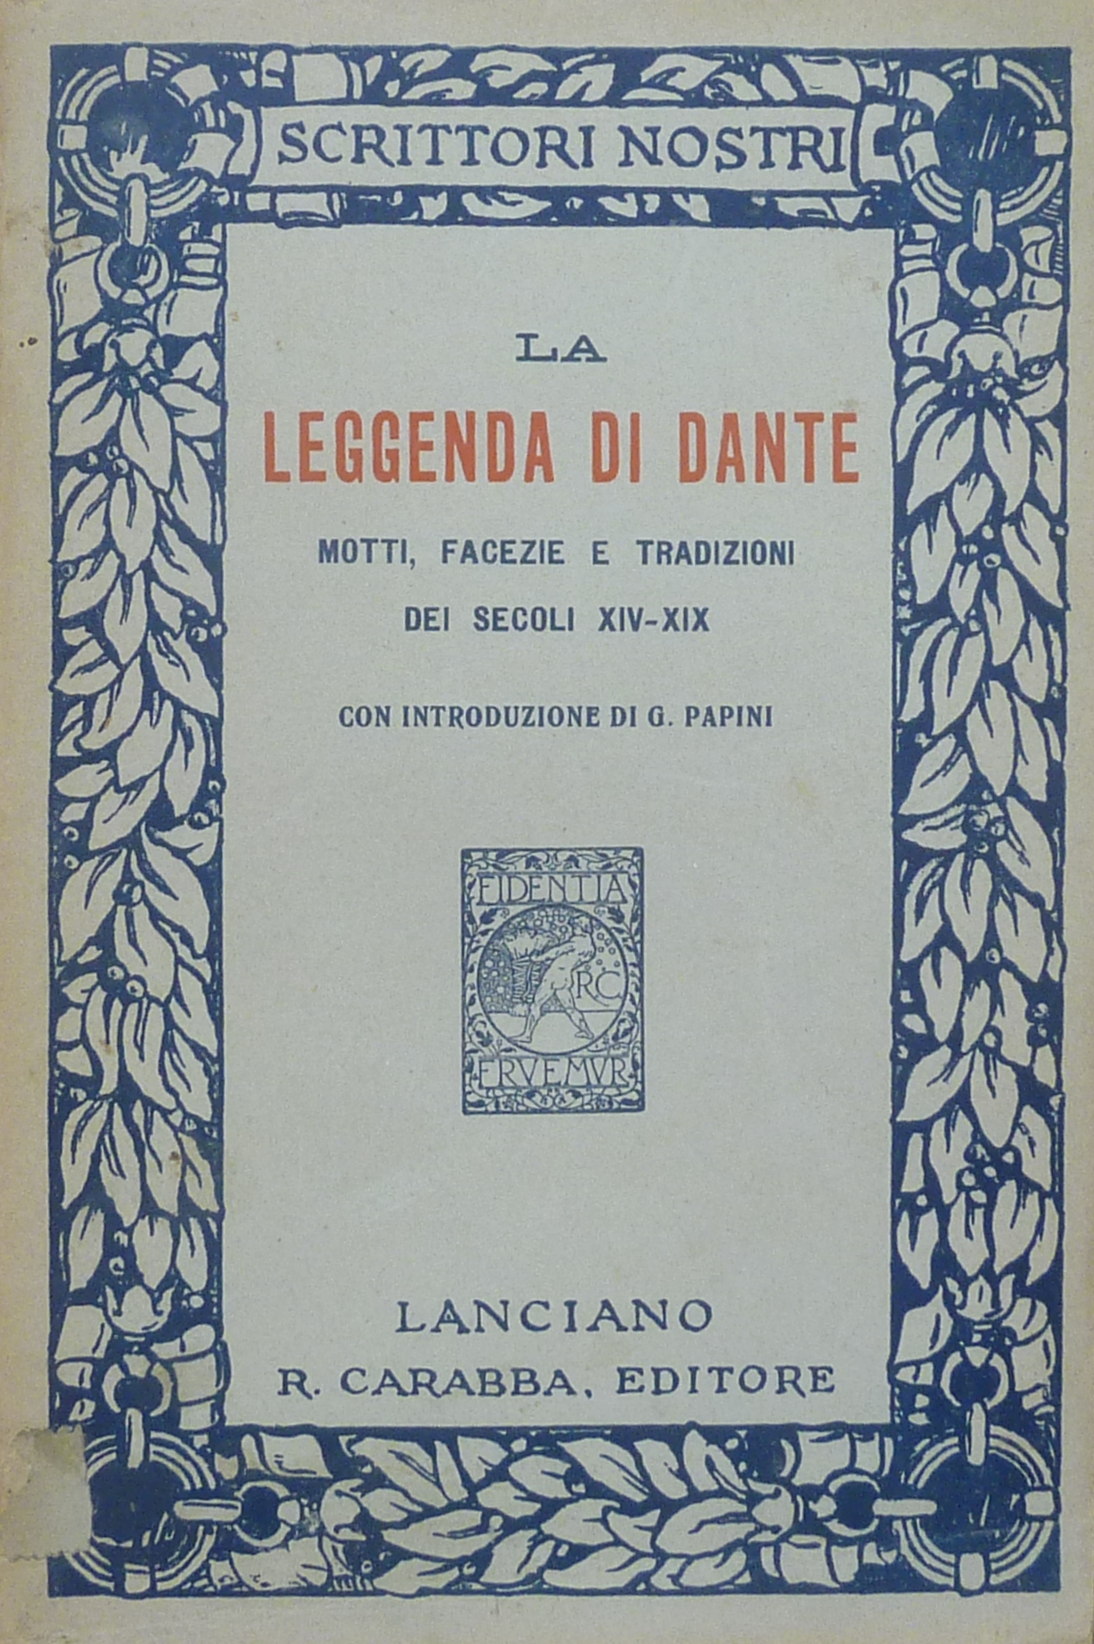 SCRITTORI NOSTRI
LA
LEGGENDA DI DANTE
MOTTI, FACEZIE E TRADIZIONI
DEI SECOLI XIV-XIX
CON INTRODUZIONE DI G. PAPINI
FIDENTIA
RC
FRVEMVR
LANCIANO
R. CARABBA, EDITORE